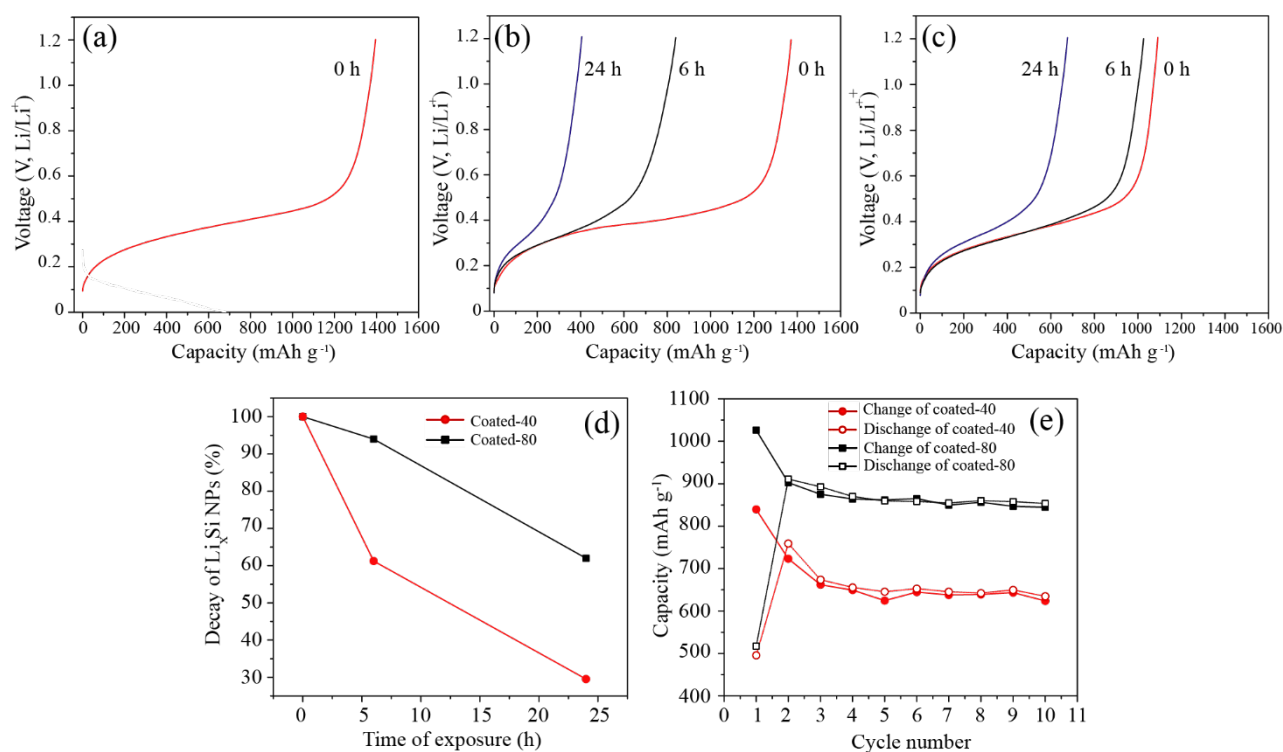 (a)
0 h
1.2
1.0
0.8
0.6
0.4
0.2
0
Voltage (V, Li/Li⁺)
0 200 400 600 800 1000 1200 1400 1600
Capacity (mAh g⁻¹)
(b)
24 h 6 h 0 h
1.2
1.0
0.8
0.6
0.4
0.2
0
Voltage (V, Li/Li⁺)
0 200 400 600 800 1000 1200 1400 1600
Capacity (mAh g⁻¹)
(c)
24 h 6 h 0 h
1.2
1.0
0.8
0.6
0.4
0.2
0
Voltage (V, Li/Li⁺)
+
0 200 400 600 800 1000 1200 1400 1600
Capacity (mAh g⁻¹)
(d)
Coated-40
Coated-80
100
90
80
70
60
50
40
30
Decay of LiₓSi NPs (%)
0 5 10 15 20 25
Time of exposure (h)
(e)
Change of coated-40
Dischange of coated-40
Change of coated-80
Dischange of coated-80
1100
1000
900
800
700
600
500
400
Capacity (mAh g⁻¹)
0 1 2 3 4 5 6 7 8 9 10 11
Cycle number